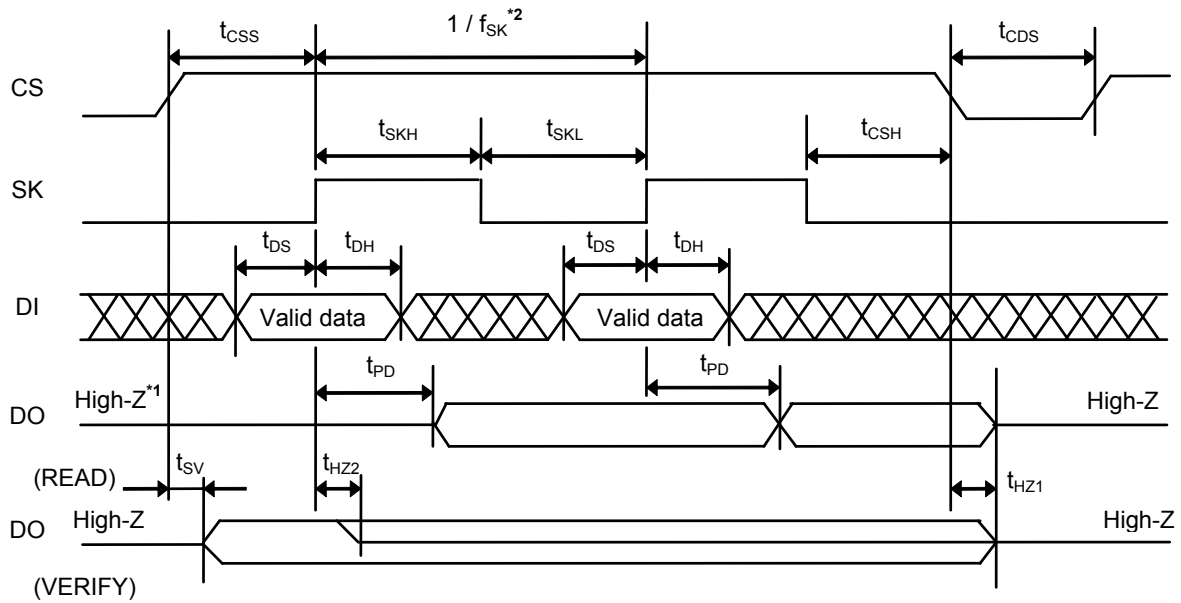 tCSS 1 / fSK*2 tCDS
CS
tSKH tSKL tCSH
SK
tDS tDH tDS tDH
DI Valid data Valid data
tPD tPD
High-Z*1 High-Z
DO
(READ) tSV tHZ2 tHZ1
DO High-Z High-Z
(VERIFY)